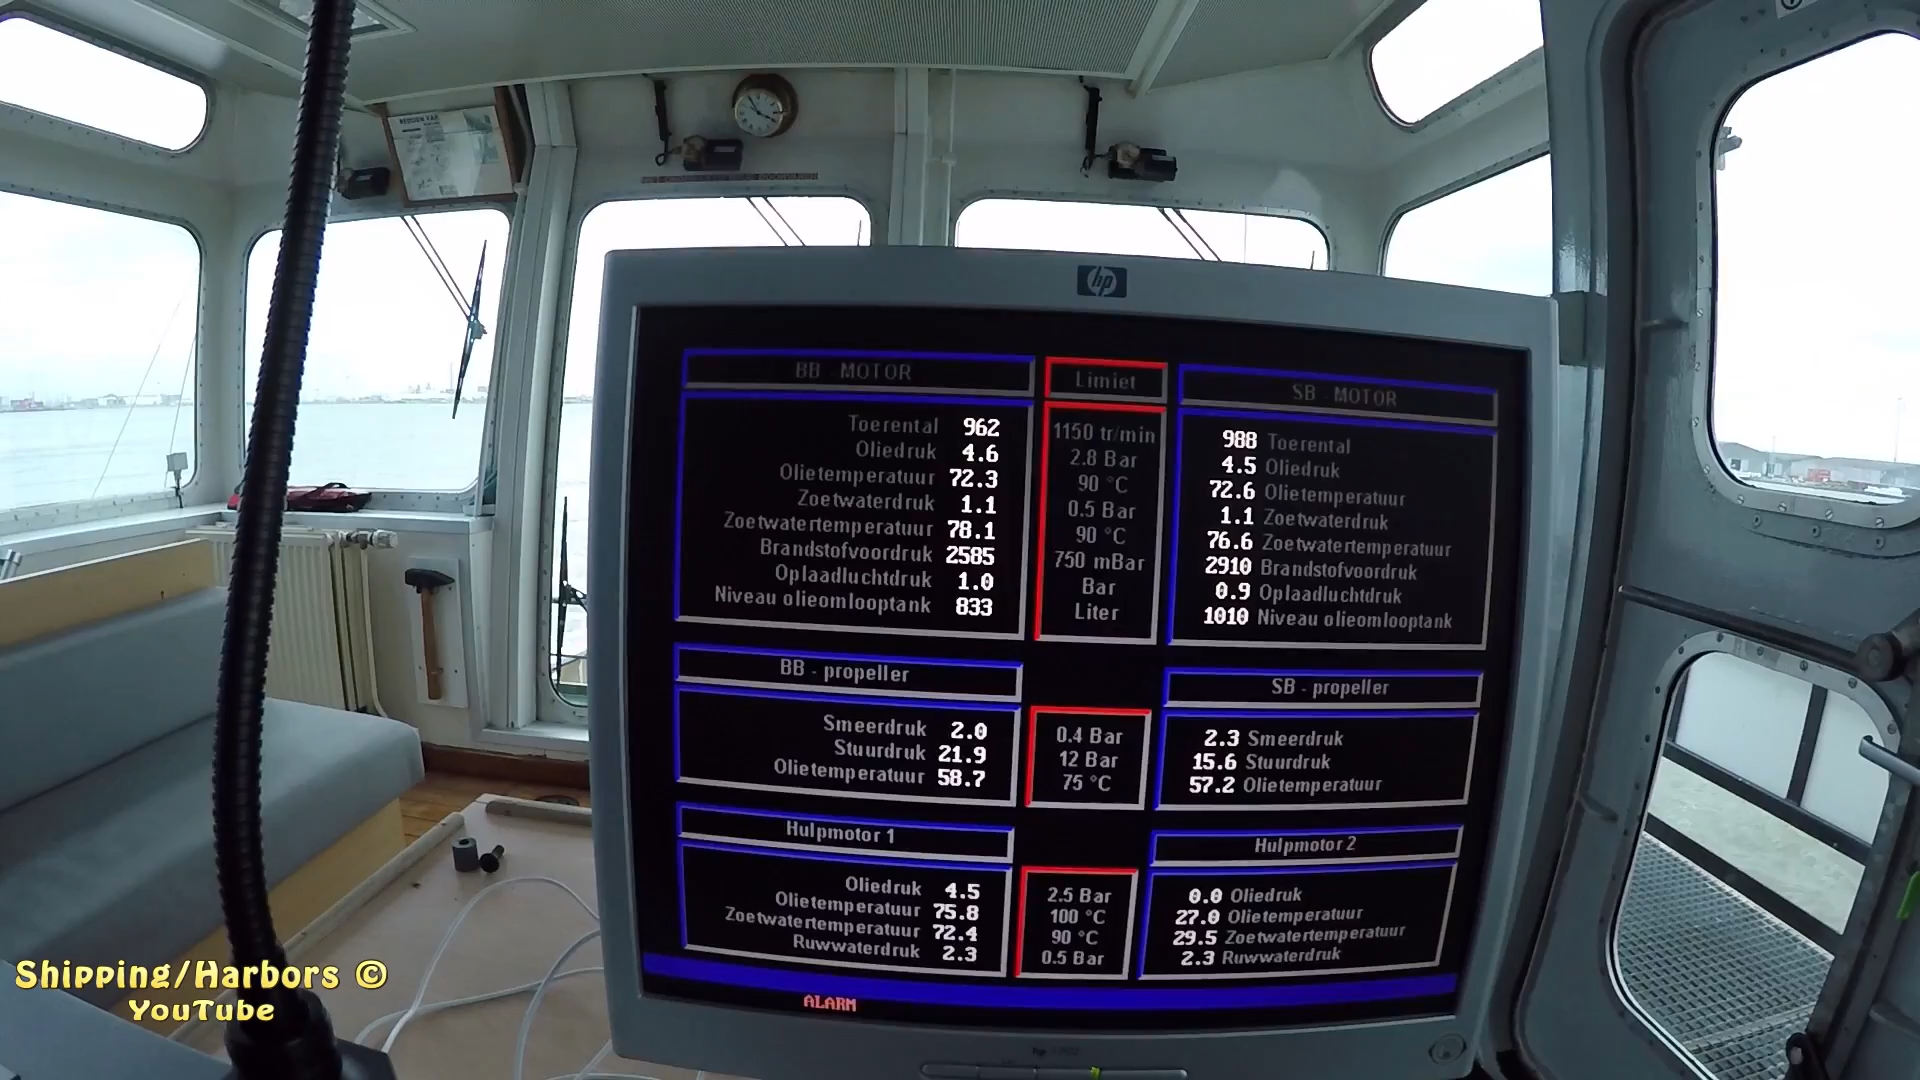 hp
BB - MOTOR
Toerental 962
Oliedruk 4.6
Olietemperatuur 72.3
Zoetwaterdruk 1.1
Zoetwatertemperatuur 78.1
Brandstofvoordruk 2585
Oplaadluchtdruk 1.0
Niveau olieomlooptank 833
Limiet
1150 tr/min
2.8 Bar
90 °C
0.5 Bar
90 °C
750 mBar
Bar
Liter
SB - MOTOR
988 Toerental
4.5 Oliedruk
72.6 Olietemperatuur
1.1 Zoetwaterdruk
76.6 Zoetwatertemperatuur
2910 Brandstofvoordruk
0.9 Oplaadluchtdruk
1010 Niveau olieomlooptank
BB - propeller
Smeerdruk 2.0
Stuurdruk 21.9
Olietemperatuur 58.7
0.4 Bar
12 Bar
75 °C
SB - propeller
2.3 Smeerdruk
15.6 Stuurdruk
57.2 Olietemperatuur
Hulpmotor 1
Oliedruk 4.5
Olietemperatuur 75.8
Zoetwatertemperatuur 72.4
Ruwwaterdruk 2.3
2.5 Bar
100 °C
90 °C
0.5 Bar
Hulpmotor 2
0.0 Oliedruk
27.0 Olietemperatuur
29.5 Zoetwatertemperatuur
2.3 Ruwwaterdruk
ALARM
Shipping/Harbors ©
YouTube